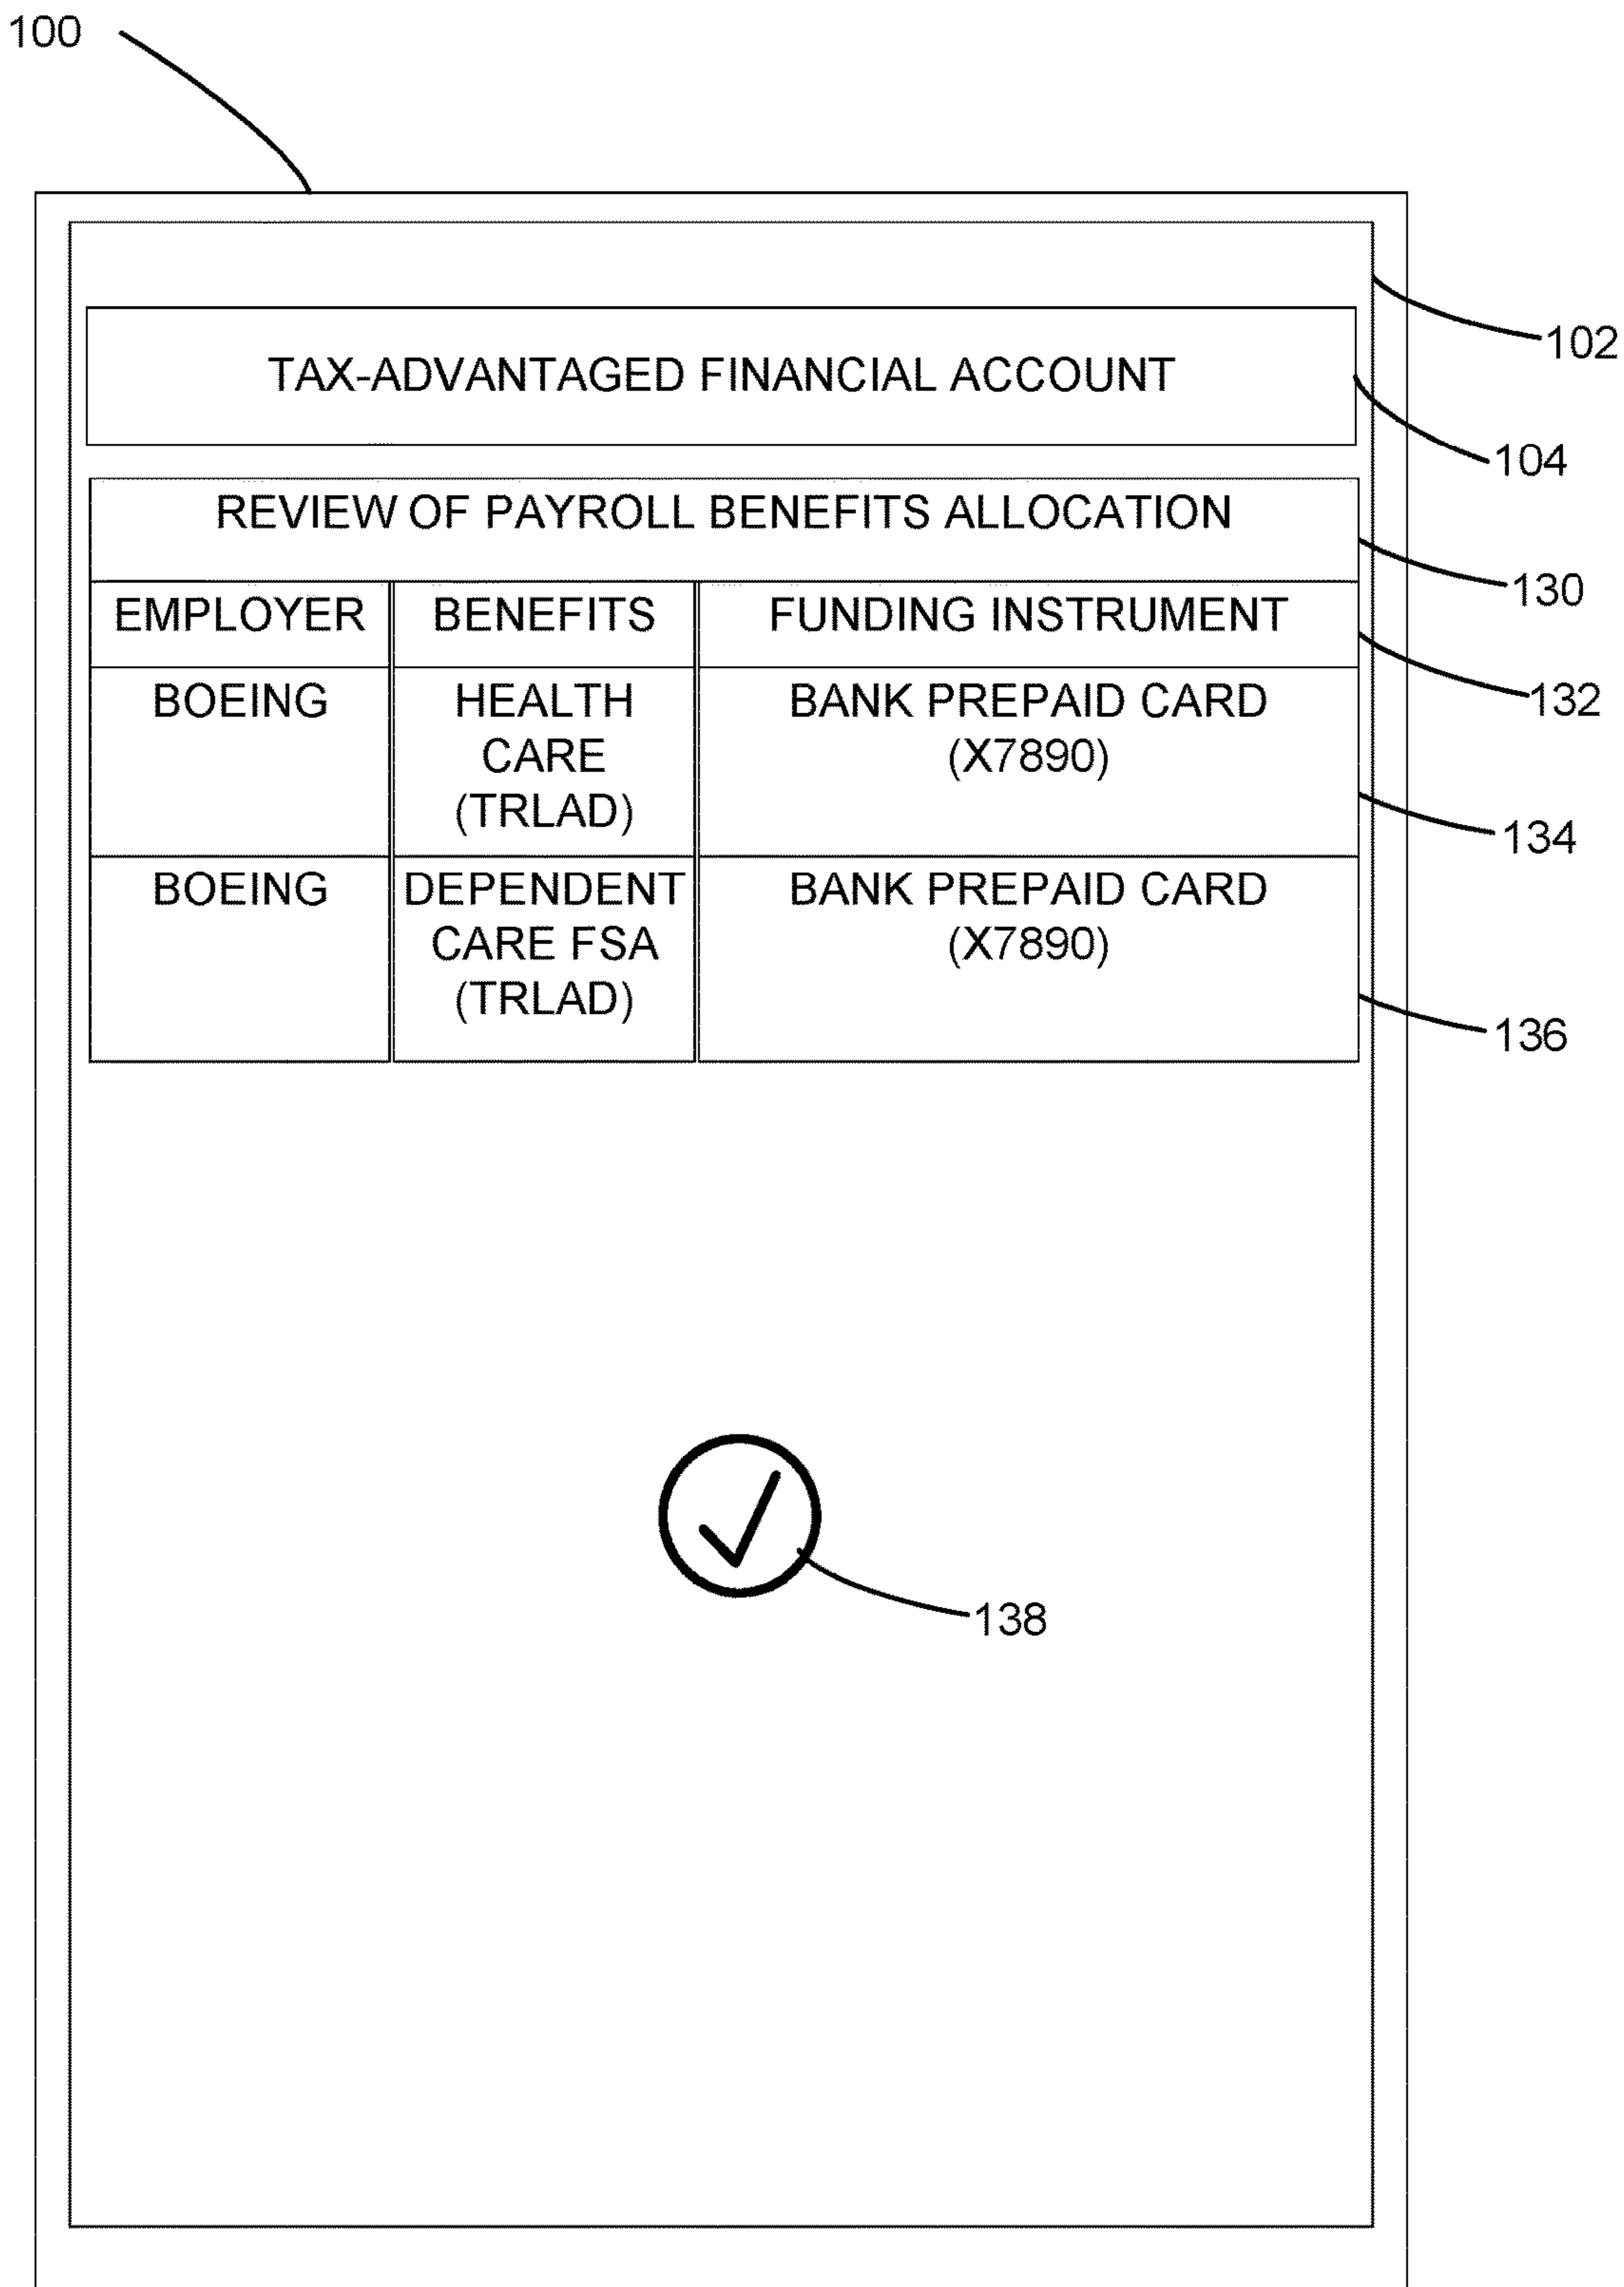 100
102
TAX-ADVANTAGED FINANCIAL ACCOUNT
104
REVIEW OF PAYROLL BENEFITS ALLOCATION
130
EMPLOYER BENEFITS FUNDING INSTRUMENT
132
BOEING HEALTH BANK PREPAID CARD
CARE (X7890)
(TRLAD)
134
BOEING DEPENDENT BANK PREPAID CARD
CARE FSA (X7890)
(TRLAD)
136
138